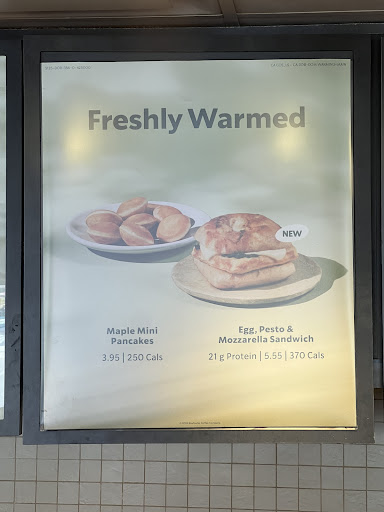 Freshly Warmed
NEW
Maple Mini
Pancakes
3.95 | 250 Cals
Egg, Pesto &
Mozzarella Sandwich
21 g Protein | 5.55 | 370 Cals